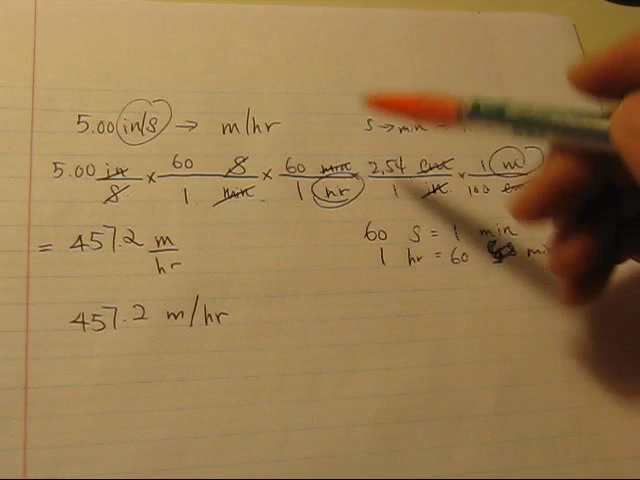 5.00 in/s → m/hr
s → min →
5.00 in/s × 60 s/1 min × 60 min/1 hr 2.54 cm/1 in × 1 m/100 cm
= 457.2 m/hr
60 s = 1 min
1 hr = 60 mi
457.2 m/hr